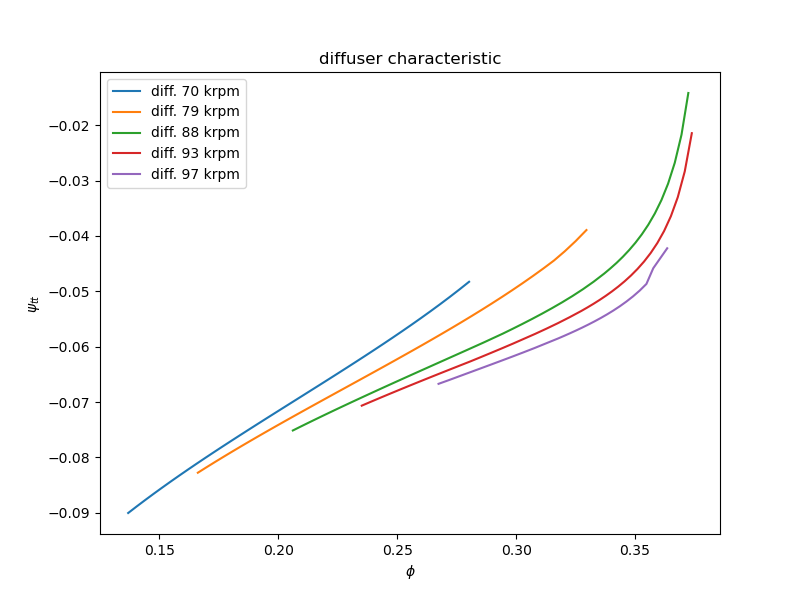 diffuser characteristic
diff. 70 krpm
diff. 79 krpm
diff. 88 krpm
diff. 93 krpm
diff. 97 krpm
−0.02
−0.03
−0.04
−0.05
−0.06
−0.07
−0.08
−0.09
ψtt
0.15 0.20 0.25 0.30 0.35
ϕ